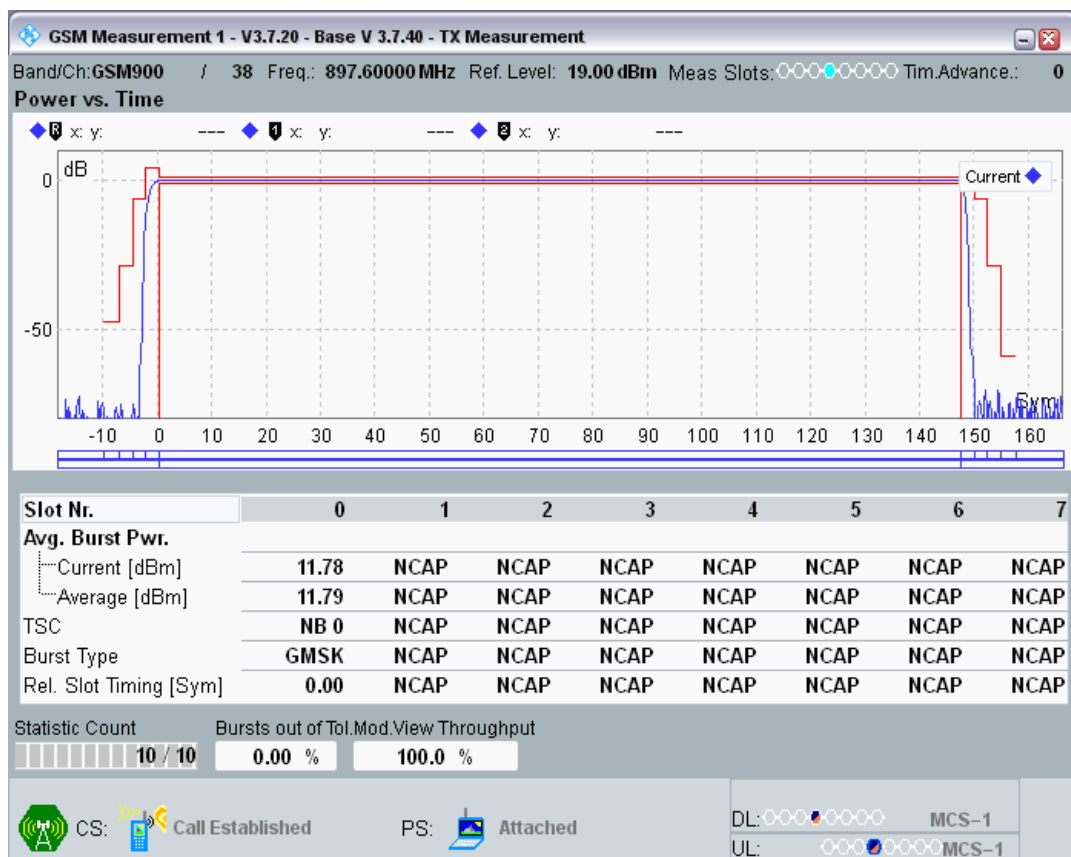 GSM Measurement 1 - V3.7.20 - Base V 3.7.40 - TX Measurement
Band/Ch:GSM900 / 38 Freq.: 897.60000 MHz Ref. Level: 19.00 dBm Meas Slots: Tim.Advance.: 0
Power vs. Time
R x: y: --- 1 x: y: --- 2 x: y: ---
dB
Current
0
-50
Sym
-10 0 10 20 30 40 50 60 70 80 90 100 110 120 130 140 150 160
Slot Nr. 0 1 2 3 4 5 6 7
Avg. Burst Pwr.
Current [dBm] 11.78 NCAP NCAP NCAP NCAP NCAP NCAP NCAP
Average [dBm] 11.79 NCAP NCAP NCAP NCAP NCAP NCAP NCAP
TSC NB 0 NCAP NCAP NCAP NCAP NCAP NCAP NCAP
Burst Type GMSK NCAP NCAP NCAP NCAP NCAP NCAP NCAP
Rel. Slot Timing [Sym] 0.00 NCAP NCAP NCAP NCAP NCAP NCAP NCAP
Statistic Count Bursts out of Tol.Mod.View Throughput
10 / 10 0.00 % 100.0 %
CS: Call Established PS: Attached
DL: MCS-1
UL: MCS-1